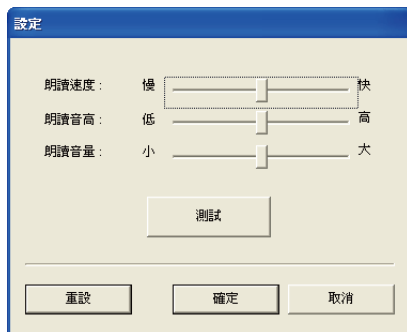 設定
朗讀速度： 慢 快
朗讀音高： 低 高
朗讀音量： 小 大
測試
重設 確定 取消